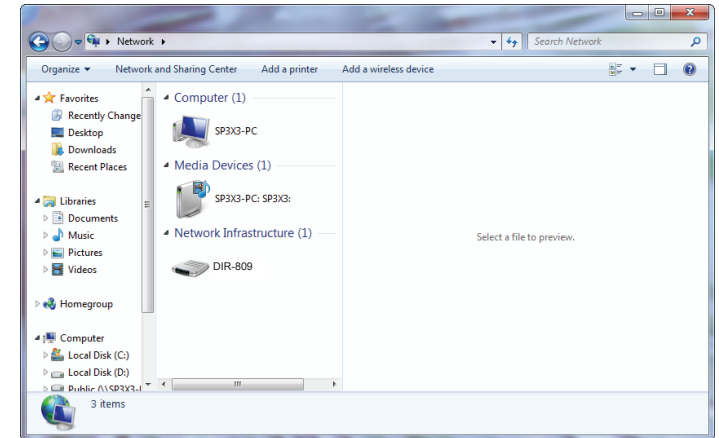 Network
Search Network
Organize Network and Sharing Center Add a printer Add a wireless device
Favorites
Recently Change
Desktop
Downloads
Recent Places
Libraries
Documents
Music
Pictures
Videos
Homegroup
Computer
Local Disk (C:)
Local Disk (D:)
Computer (1)
SP3X3-PC
Media Devices (1)
SP3X3-PC: SP3X3:
Network Infrastructure (1)
DIR-809
Select a file to preview.
3 items